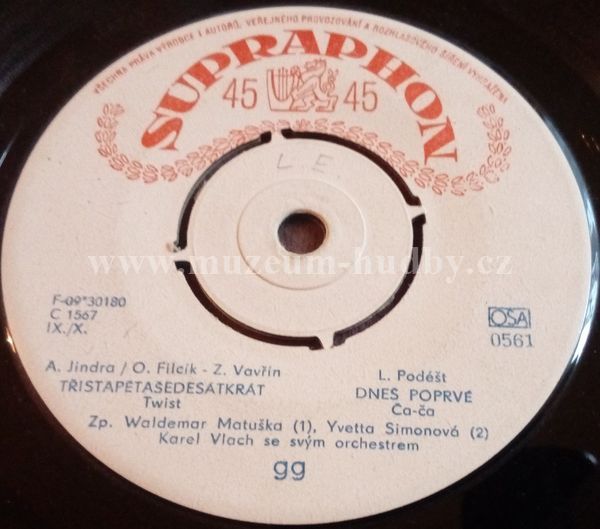 VŠECHNA PRÁVA VÝROBCE I AUTORŮ, VEŘEJNÉHO PROVOZOVÁNÍ A ROZHLASOVÉHO ŠÍŘENÍ VYHRAZENA
SUPRAPHON
45 45
L E
www.muzeum-hudby.cz
F-09*30180
C 1567
IX./X.
OSA
0561
A. Jindra / O. Filcík - Z. Vavřin
TŘISTAPĚTAŠEDESÁTKRÁT
Twist
L. Podéšt
DNES POPRVÉ
Ča-ča
Zp. Waldemar Matuška (1), Yvetta Simonová (2)
Karel Vlach se svým orchestrem
gg